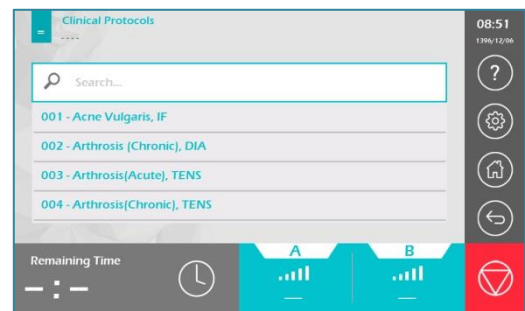 Clinical Protocols
----
08:51
1396/12/06
Search...
?
001 - Acne Vulgaris, IF
002 - Arthrosis (Chronic), DIA
003 - Arthrosis(Acute), TENS
004 - Arthrosis(Chronic), TENS
Remaining Time
– : –
A
B